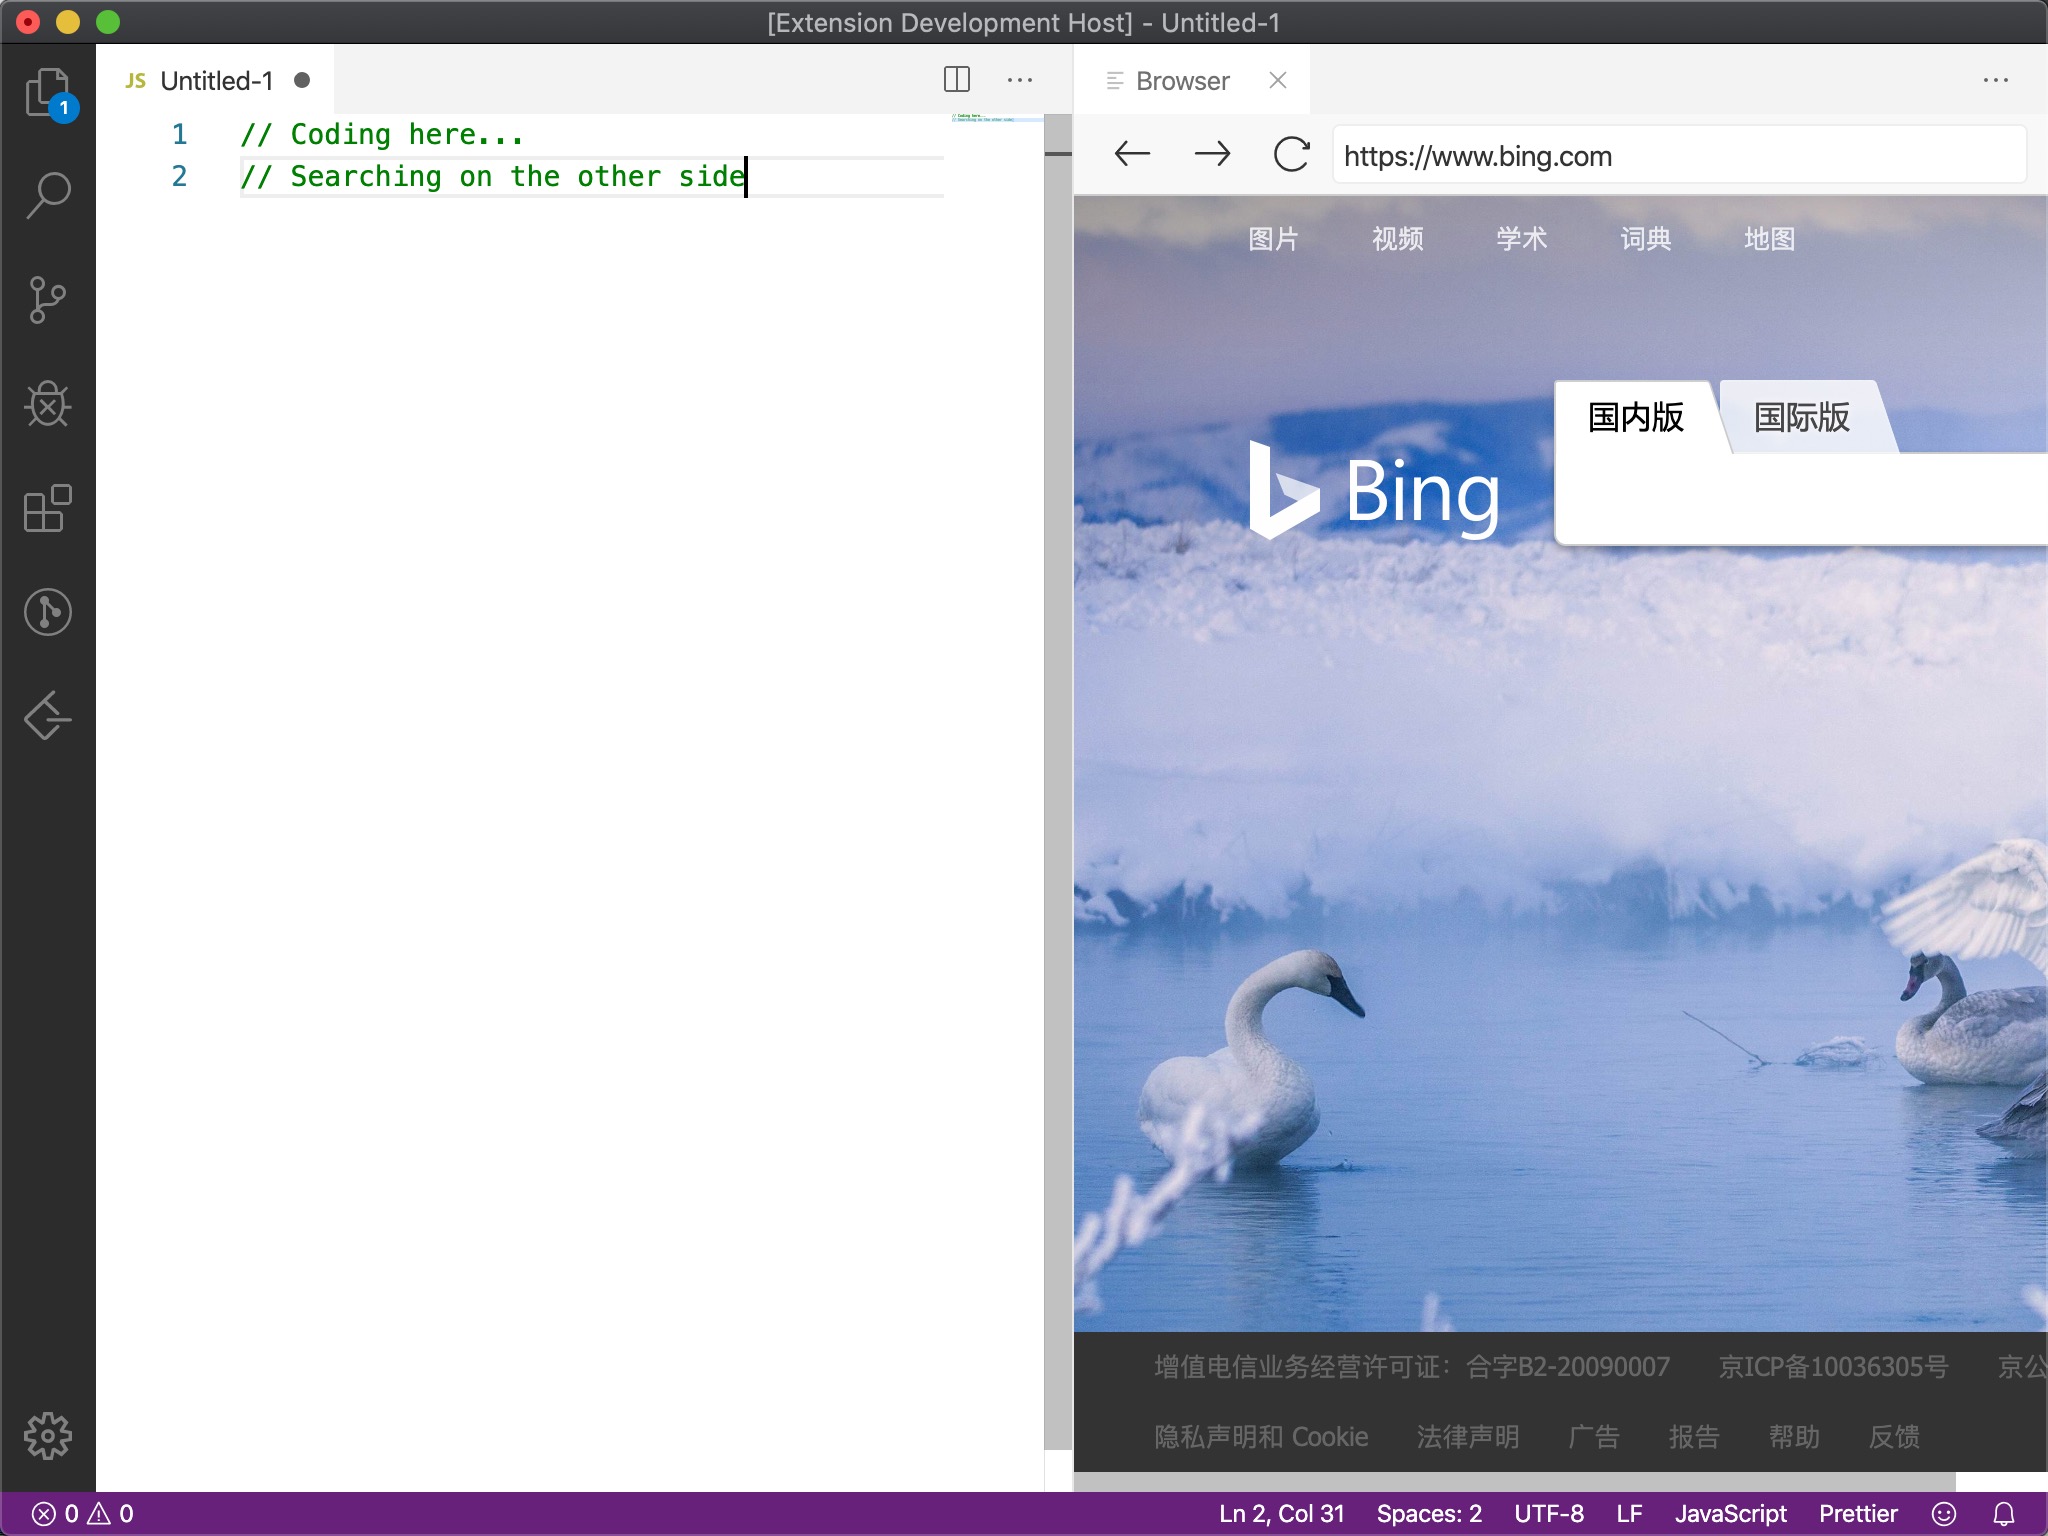 [Extension Development Host] - Untitled-1
1
JS Untitled-1
1 // Coding here...
2 // Searching on the other side
Browser
https://www.bing.com
图片 视频 学术 词典 地图
国内版 国际版
Bing
增值电信业务经营许可证：合字B2-20090007 京ICP备10036305号 京公
隐私声明和 Cookie 法律声明 广告 报告 帮助 反馈
0 0 Ln 2, Col 31 Spaces: 2 UTF-8 LF JavaScript Prettier